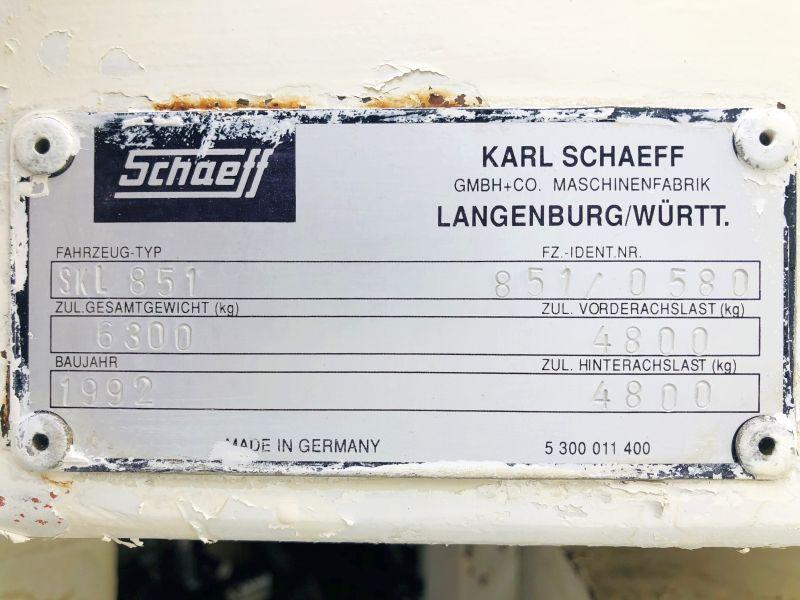 Schaeff
KARL SCHAEFF
GMBH+CO. MASCHINENFABRIK
LANGENBURG/WÜRTT.
FAHRZEUG-TYP FZ.-IDENT.NR.
SKL 851 851/0580
ZUL.GESAMTGEWICHT (kg) ZUL. VORDERACHSLAST (kg)
6300 4800
BAUJAHR ZUL. HINTERACHSLAST (kg)
1992 4800
MADE IN GERMANY 5 300 011 400